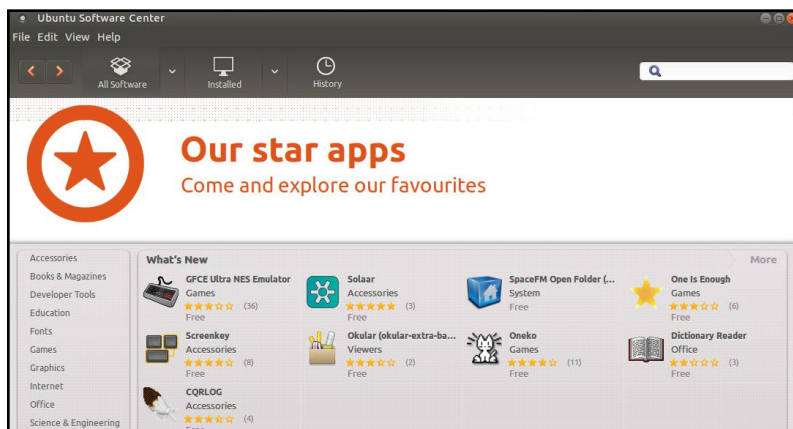 Ubuntu Software Center
File Edit View Help
All Software
Installed
History
Our star apps
Come and explore our favourites
Accessories
Books & Magazines
Developer Tools
Education
Fonts
Games
Graphics
Internet
Office
Science & Engineering
What's New
More
GFCE Ultra NES Emulator
Games
(36)
Free
Solaar
Accessories
(3)
Free
SpaceFM Open Folder (...
System
Free
One Is Enough
Games
(6)
Free
Screenkey
Accessories
(8)
Free
Okular (okular-extra-ba...
Viewers
(2)
Free
Oneko
Games
(11)
Free
Dictionary Reader
Office
(3)
Free
CQRLOG
Accessories
(4)
Free